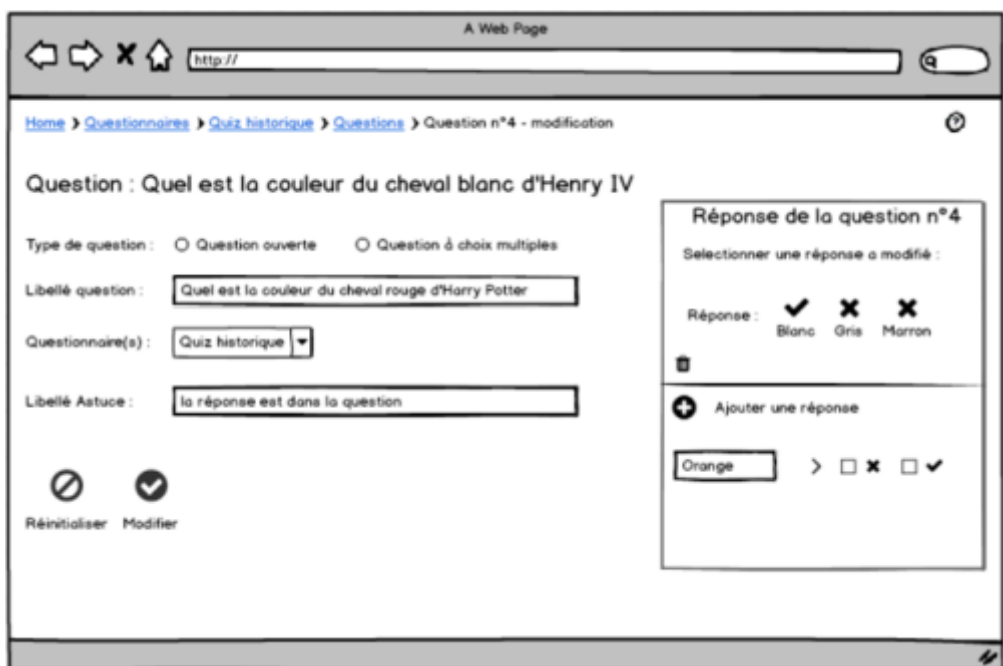 A Web Page
http://
Home > Questionnaires > Quiz historique > Questions > Question n°4 - modification
Question : Quel est la couleur du cheval blanc d'Henry IV
Type de question : Question ouverte Question à choix multiples
Libellé question : Quel est la couleur du cheval rouge d'Harry Potter
Questionnaire(s) : Quiz historique
Libellé Astuce : la réponse est dans la question
Réinitialiser Modifier
Réponse de la question n°4
Selectionner une réponse a modifié :
Réponse :
Blanc Gris Marron
Ajouter une réponse
Orange >